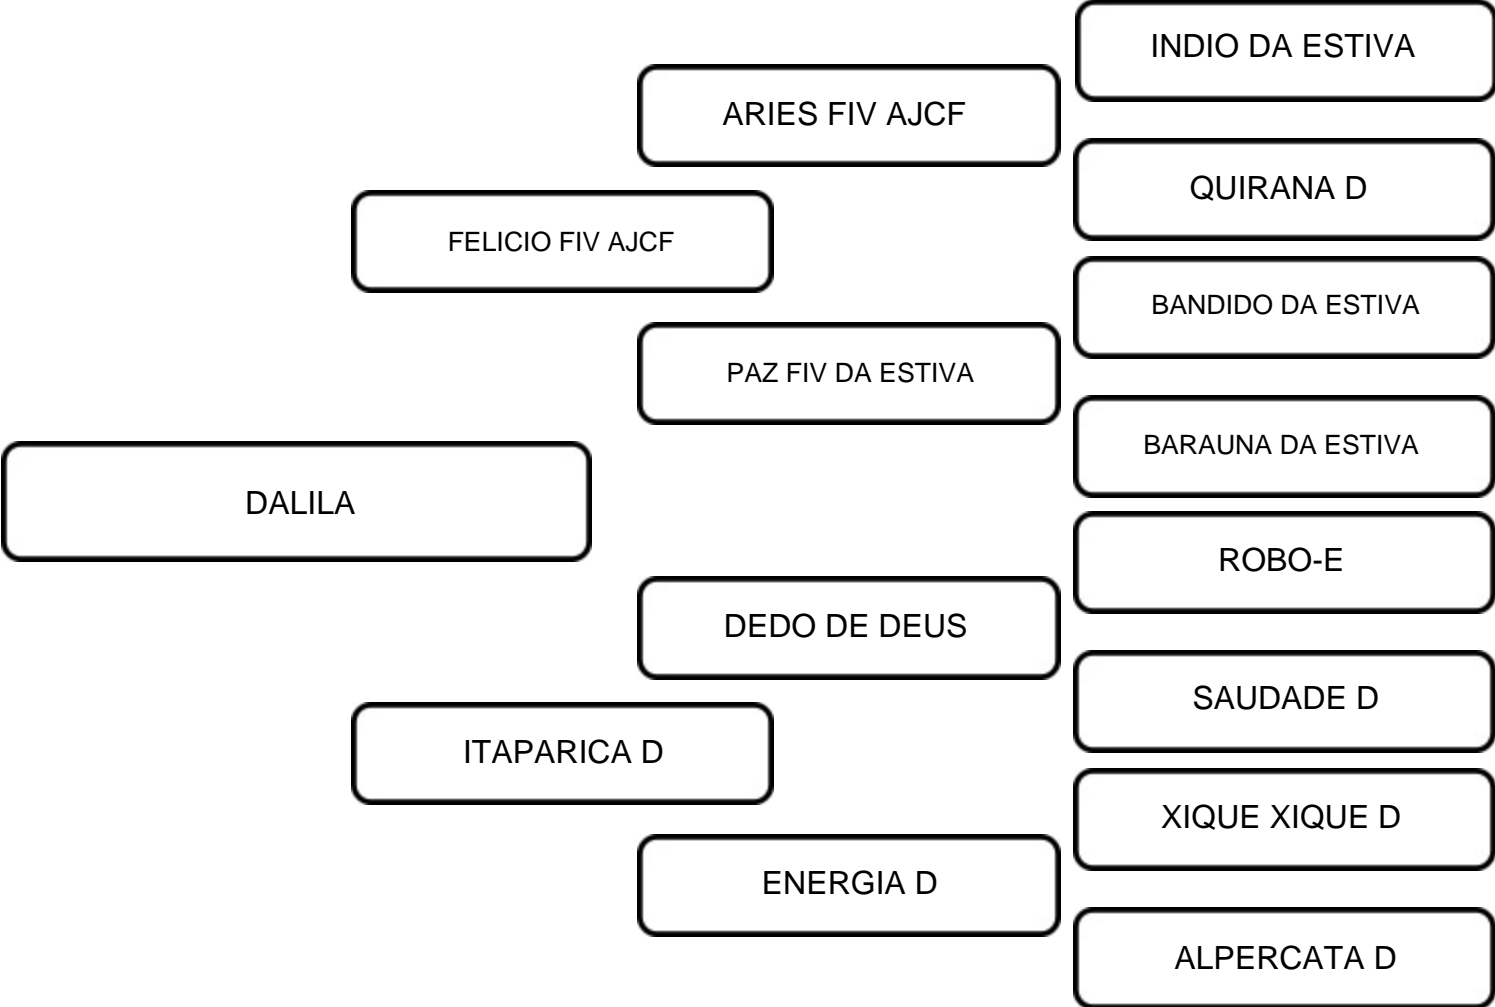 INDIO DA ESTIVA
ARIES FIV AJCF
QUIRANA D
FELICIO FIV AJCF
BANDIDO DA ESTIVA
PAZ FIV DA ESTIVA
BARAUNA DA ESTIVA
DALILA
ROBO-E
DEDO DE DEUS
SAUDADE D
ITAPARICA D
XIQUE XIQUE D
ENERGIA D
ALPERCATA D